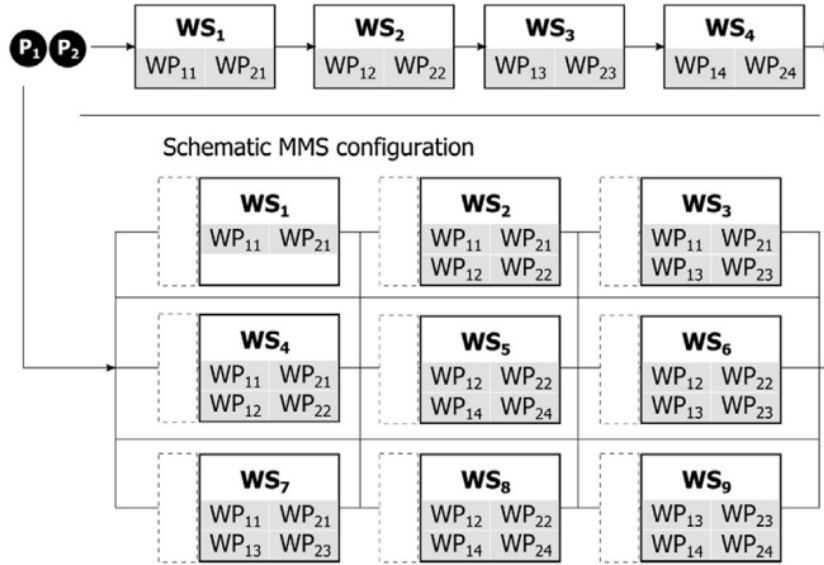 P₁ P₂
WS₁ WS₂ WS₃ WS₄
WP₁₁ WP₂₁ WP₁₂ WP₂₂ WP₁₃ WP₂₃ WP₁₄ WP₂₄
Schematic MMS configuration
WS₁ WS₂ WS₃
WP₁₁ WP₂₁ WP₁₁ WP₂₁ WP₁₁ WP₂₁
WP₁₂ WP₂₂ WP₁₃ WP₂₃
WS₄ WS₅ WS₆
WP₁₁ WP₂₁ WP₁₂ WP₂₂ WP₁₂ WP₂₂
WP₁₂ WP₂₂ WP₁₄ WP₂₄ WP₁₃ WP₂₃
WS₇ WS₈ WS₉
WP₁₁ WP₂₁ WP₁₂ WP₂₂ WP₁₃ WP₂₃
WP₁₃ WP₂₃ WP₁₄ WP₂₄ WP₁₄ WP₂₄